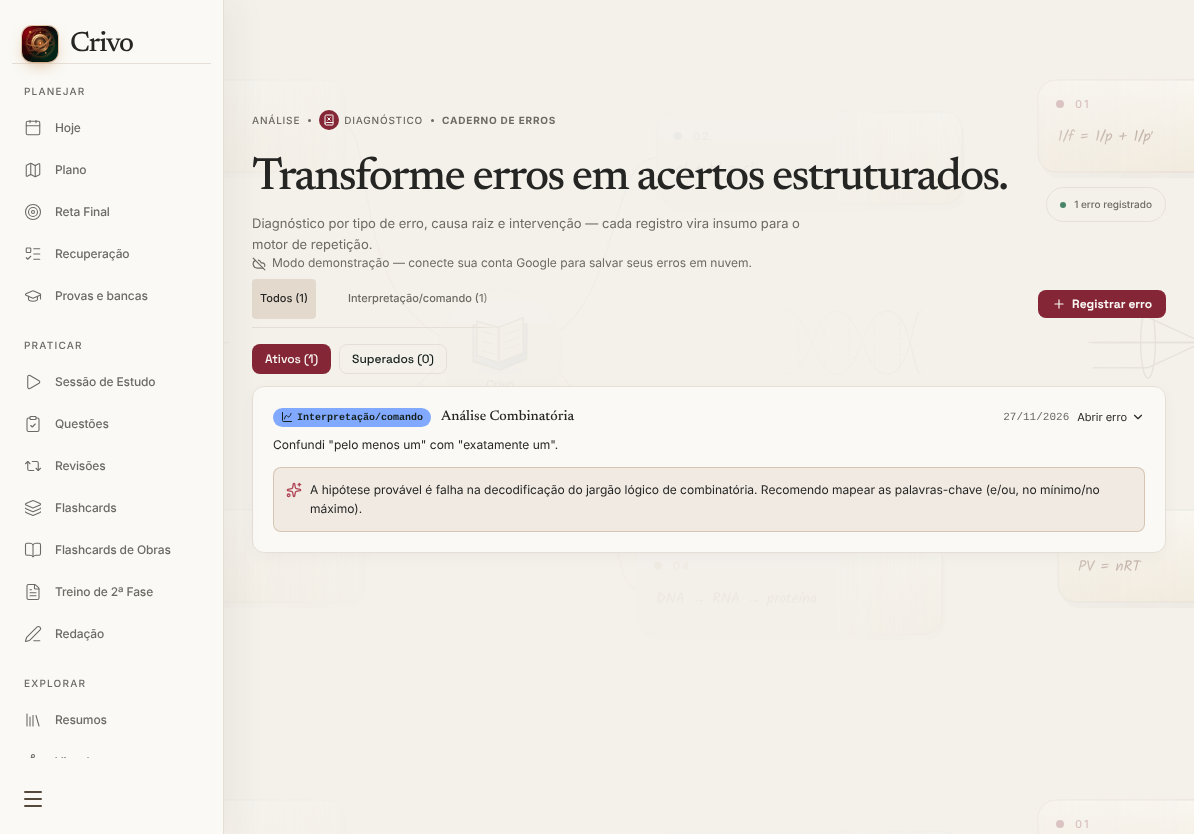 Crivo
PLANEJAR
Hoje
Plano
Reta Final
Recuperação
Provas e bancas
PRATICAR
Sessão de Estudo
Questões
Revisões
Flashcards
Flashcards de Obras
Treino de 2ª Fase
Redação
EXPLORAR
Resumos
ANÁLISE • DIAGNÓSTICO • CADERNO DE ERROS
Transforme erros em acertos estruturados.
Diagnóstico por tipo de erro, causa raiz e intervenção — cada registro vira insumo para o
motor de repetição.
Modo demonstração — conecte sua conta Google para salvar seus erros em nuvem.
1 erro registrado
Todos (1)
Interpretação/comando (1)
Registrar erro
Ativos (1)
Superados (0)
Interpretação/comando Análise Combinatória 27/11/2026 Abrir erro
Confundi "pelo menos um" com "exatamente um".
A hipótese provável é falha na decodificação do jargão lógico de combinatória. Recomendo mapear as palavras-chave (e/ou, no mínimo/no
máximo).
01
1/f = 1/p + 1/p'
02
04
DNA → RNA → proteína
PV = nRT
01